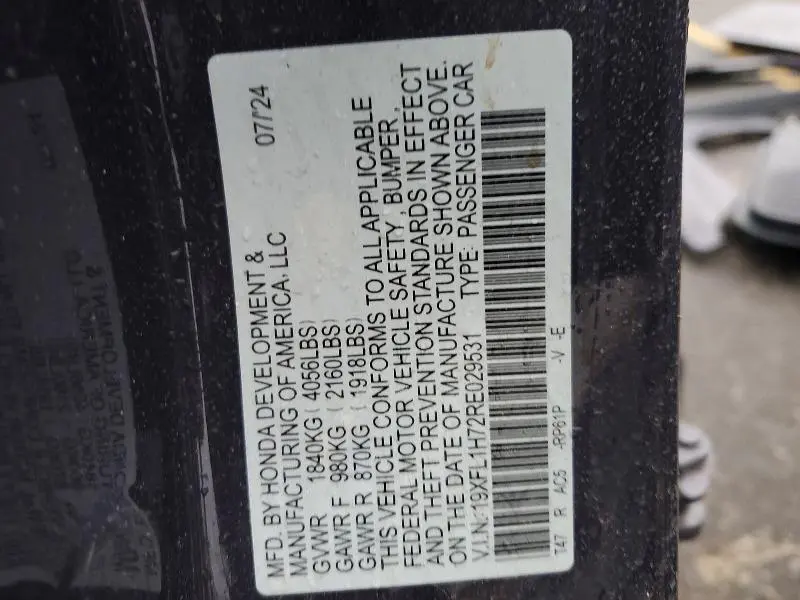 MFD. BY HONDA DEVELOPMENT & 07/'24
MANUFACTURING OF AMERICA, LLC
GVWR 1840KG ( 4056LBS)
GAWR F 980KG ( 2160LBS)
GAWR R 870KG ( 1918LBS)
THIS VEHICLE CONFORMS TO ALL APPLICABLE
FEDERAL MOTOR VEHICLE SAFETY , BUMPER ,
AND THEFT PREVENTION STANDARDS IN EFFECT
ON THE DATE OF MANUFACTURE SHOWN ABOVE.
V.I.N.:19XFL1H72RE029531 TYPE: PASSENGER CAR
T47 R AC5 -RP61P -V -E